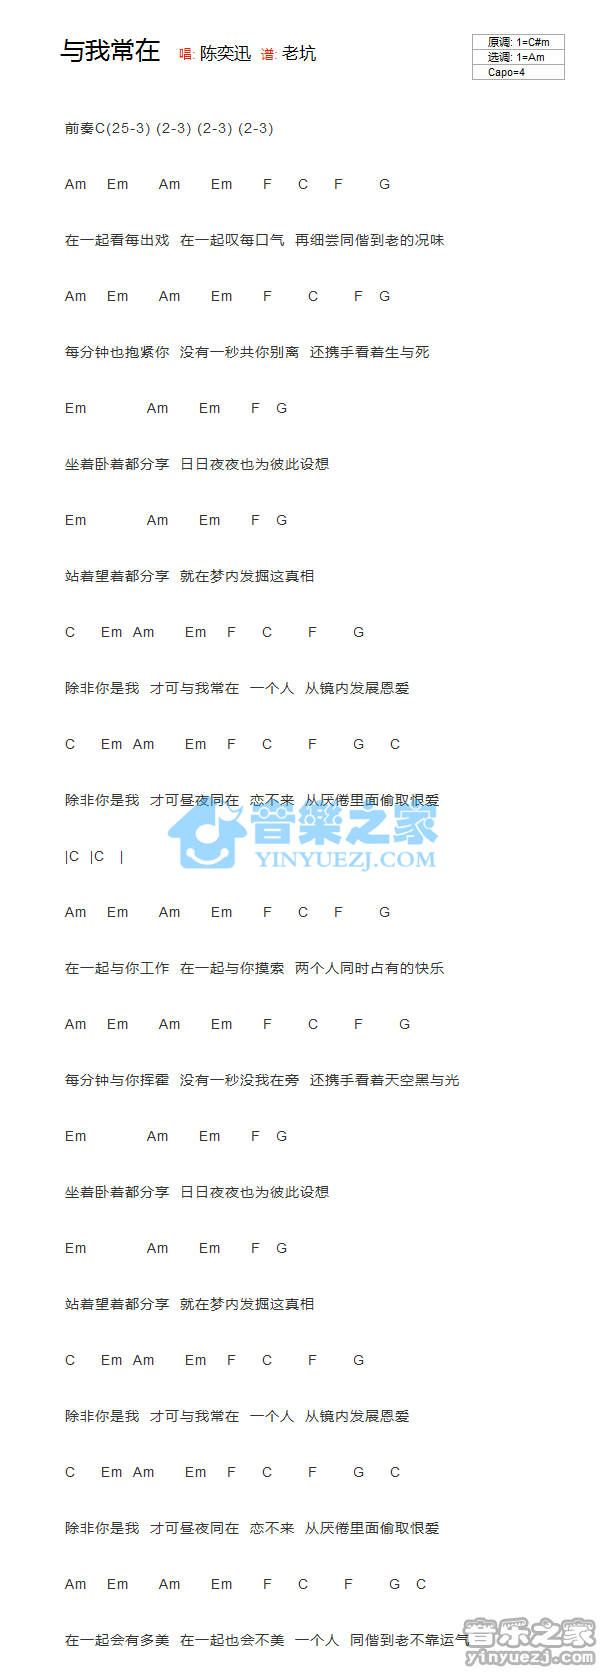 与我常在 唱: 陈奕迅 谱: 老坑
原调: 1=C#m
选调: 1=Am
Capo=4
前奏C(25-3) (2-3) (2-3) (2-3)
Am Em Am Em F C F G
在一起看每出戏 在一起叹每口气 再细尝同偕到老的况味
Am Em Am Em F C F G
每分钟也抱紧你 没有一秒共你别离 还携手看着生与死
Em Am Em F G
坐着卧着都分享 日日夜夜也为彼此设想
Em Am Em F G
站着望着都分享 就在梦内发掘这真相
C Em Am Em F C F G
除非你是我 才可与我常在 一个人 从镜内发展恩爱
C Em Am Em F C F G C
除非你是我 才可昼夜同在 恋不来 从厌倦里面偷取恨爱
音樂之家
YINYUEZJ.COM
|C |C |
Am Em Am Em F C F G
在一起与你工作 在一起与你摸索 两个人同时占有的快乐
Am Em Am Em F C F G
每分钟与你挥霍 没有一秒没我在旁 还携手看着天空黑与光
Em Am Em F G
坐着卧着都分享 日日夜夜也为彼此设想
Em Am Em F G
站着望着都分享 就在梦内发掘这真相
C Em Am Em F C F G
除非你是我 才可与我常在 一个人 从镜内发展恩爱
C Em Am Em F C F G C
除非你是我 才可昼夜同在 恋不来 从厌倦里面偷取恨爱
Am Em Am Em F C F G C
在一起会有多美 在一起也会不美 一个人 同偕到老不靠运气
音乐之家
yinyuezj.com